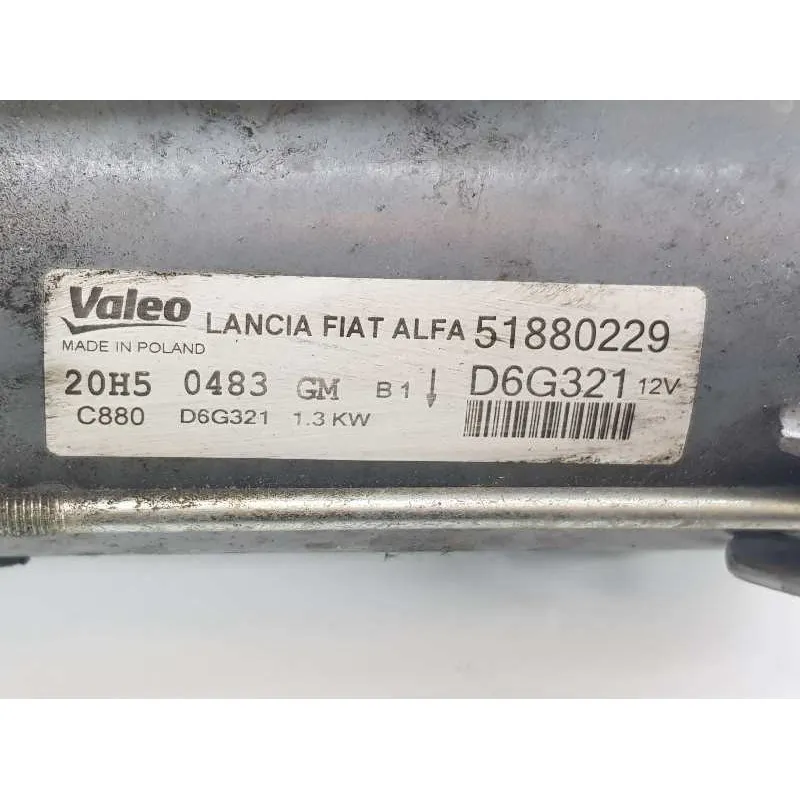 Valeo LANCIA FIAT ALFA 51880229
MADE IN POLAND
20H5 0483 GM B1 ↓ D6G321 12V
C880 D6G321 1.3 KW